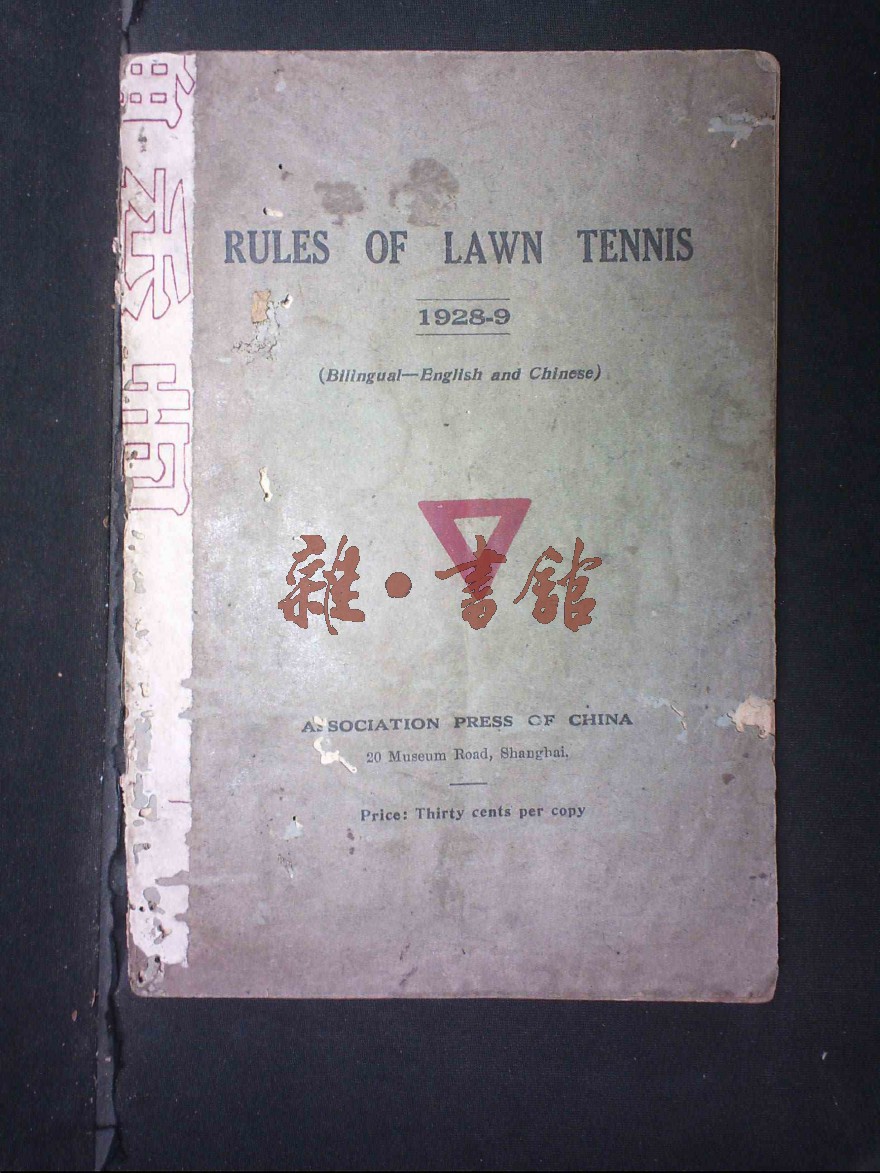 RULES OF LAWN TENNIS
1928-9
(Bilingual—English and Chinese)
雜·書館
ASSOCIATION PRESS OF CHINA
20 Museum Road, Shanghai.
Price: Thirty cents per copy